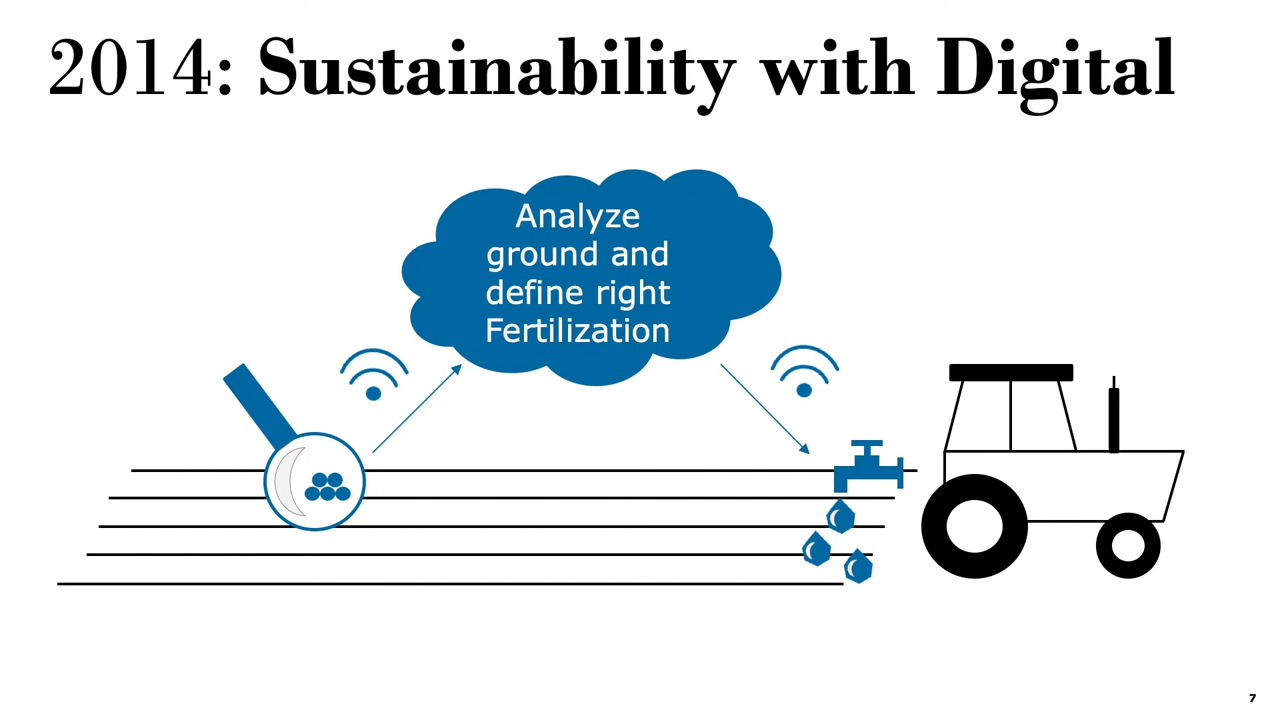 2014: Sustainability with Digital
Analyze
ground and
define right
Fertilization
7